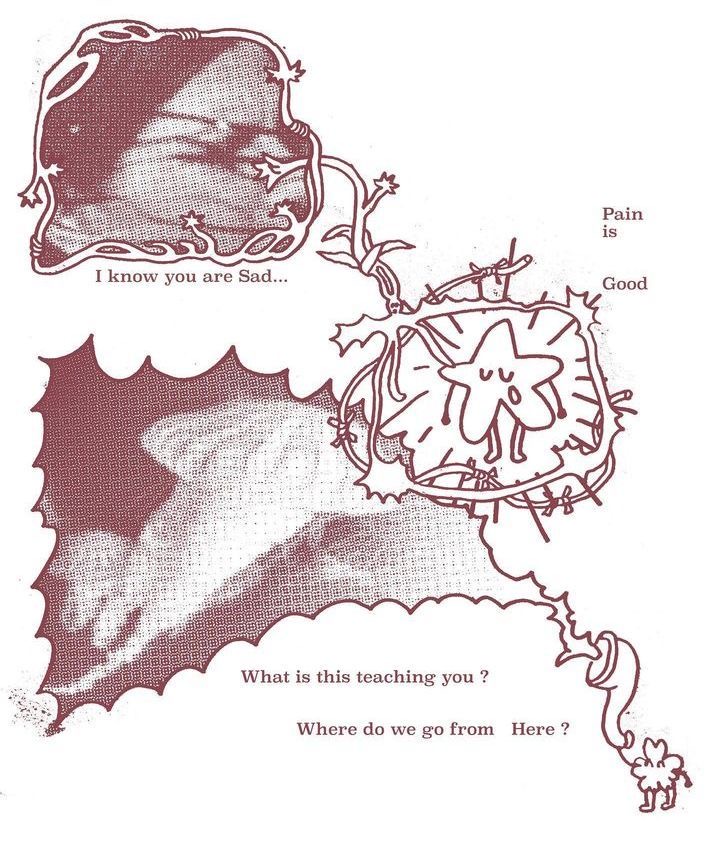 I know you are Sad...
Pain
is
Good
What is this teaching you ?
Where do we go from Here ?